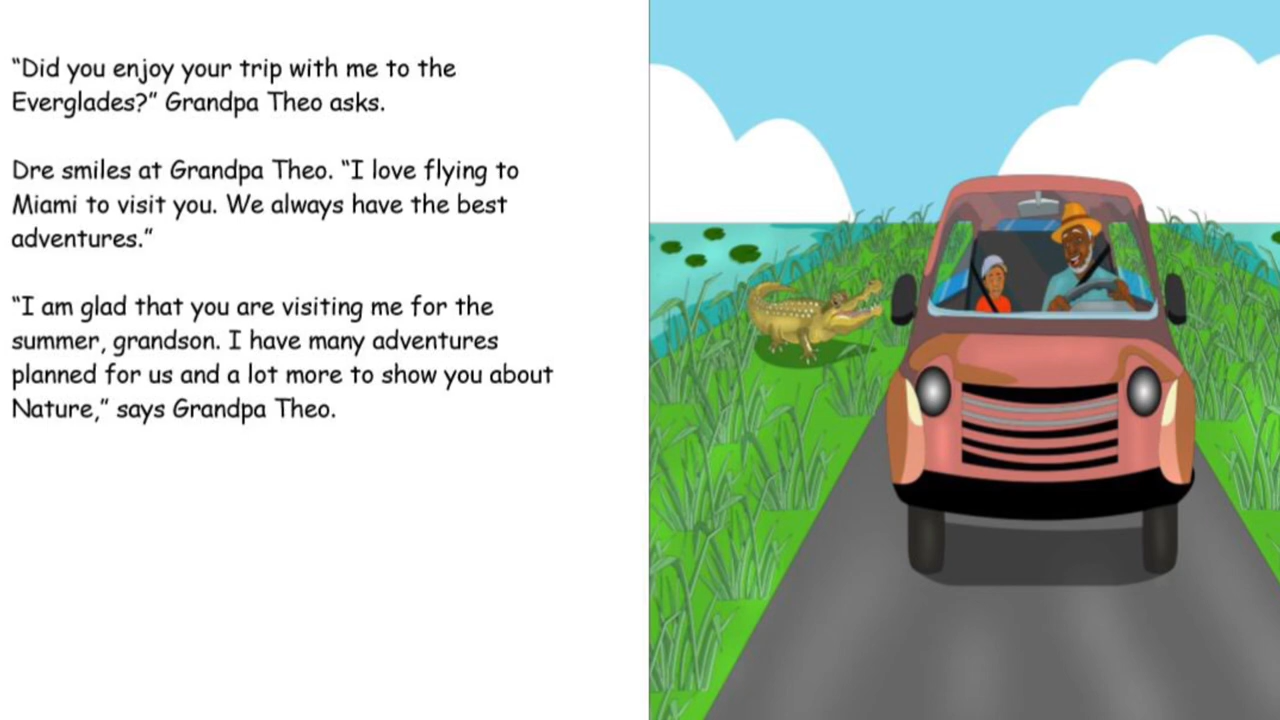 “Did you enjoy your trip with me to the
Everglades?” Grandpa Theo asks.
Dre smiles at Grandpa Theo. “I love flying to
Miami to visit you. We always have the best
adventures.”
“I am glad that you are visiting me for the
summer, grandson. I have many adventures
planned for us and a lot more to show you about
Nature,” says Grandpa Theo.